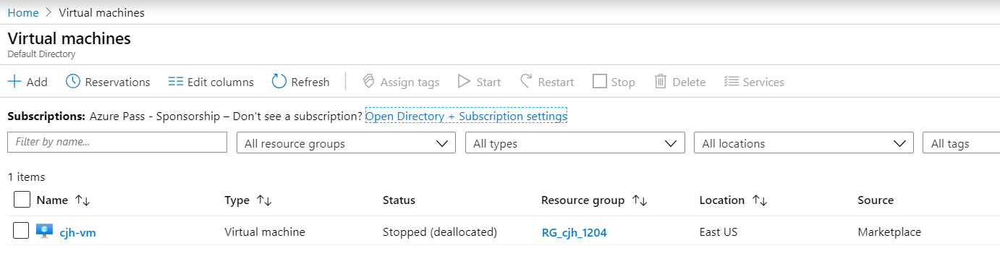 Home > Virtual machines
Virtual machines
Default Directory
Add Reservations Edit columns Refresh Assign tags Start Restart Stop Delete Services
Subscriptions: Azure Pass - Sponsorship – Don't see a subscription? Open Directory + Subscription settings
Filter by name... All resource groups All types All locations All tags
1 items
Name Type Status Resource group Location Source
cjh-vm Virtual machine Stopped (deallocated) RG_cjh_1204 East US Marketplace